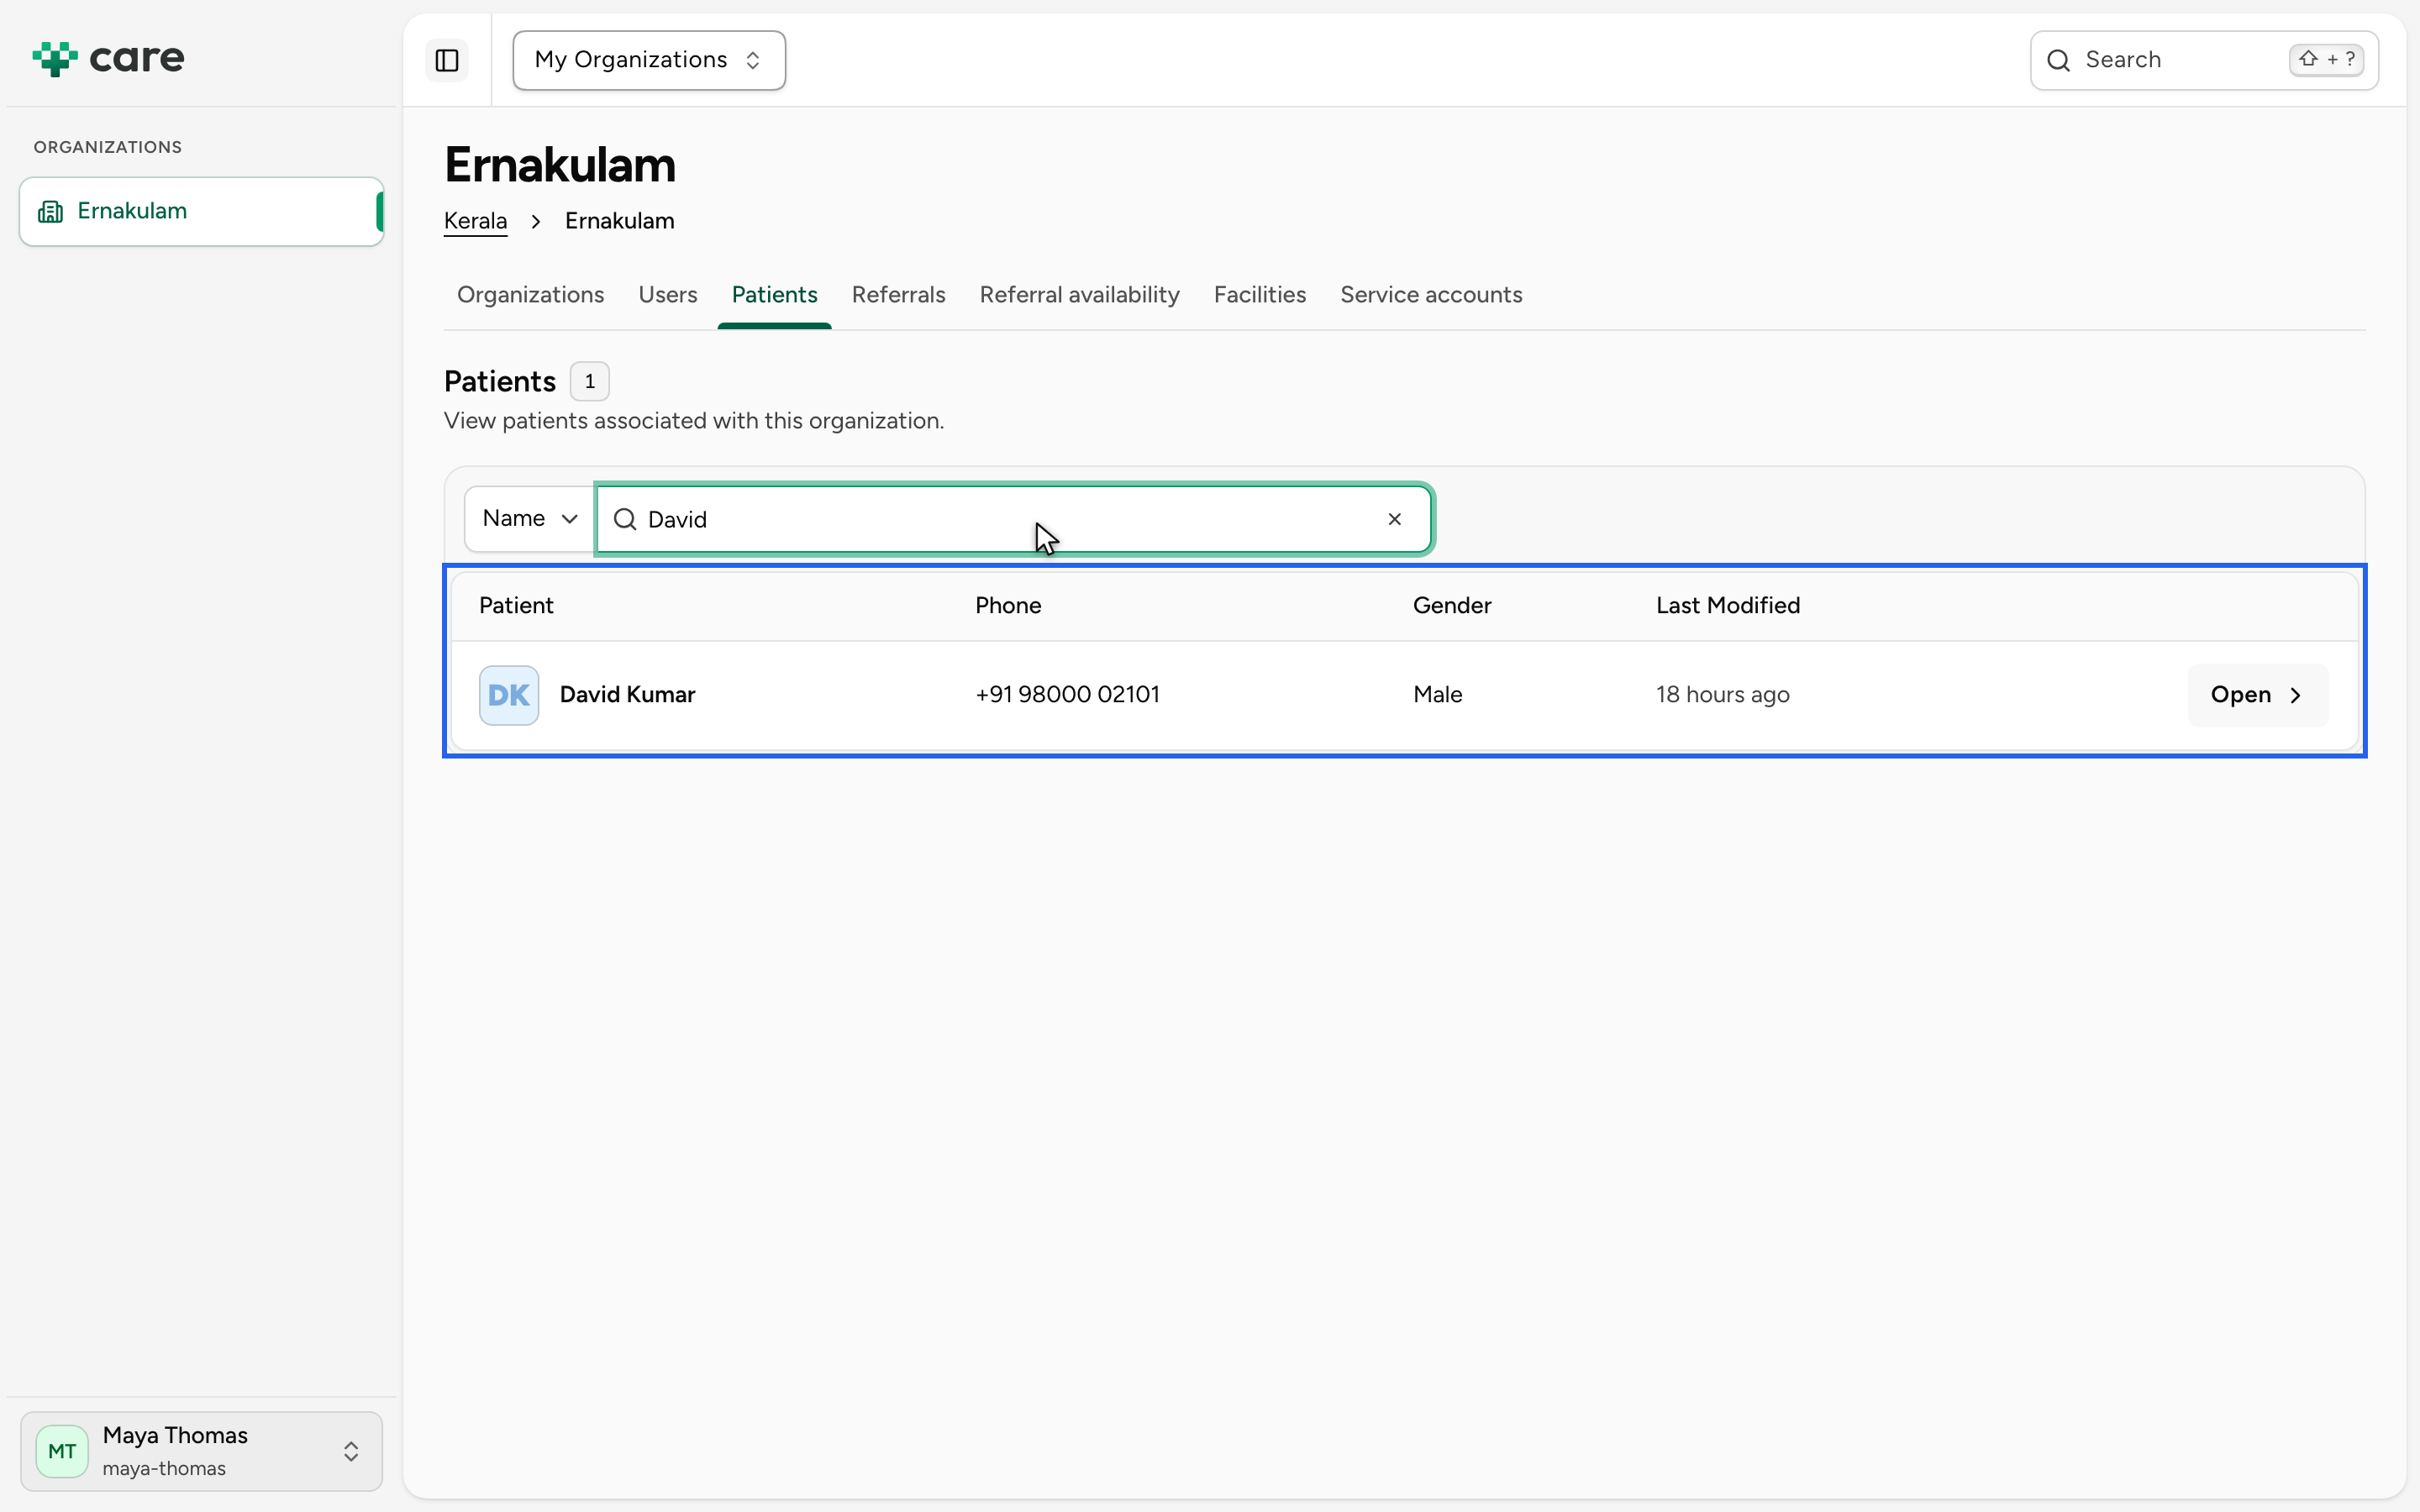 care
My Organizations
Search
⇧ + ?
ORGANIZATIONS
Ernakulam
Ernakulam
Kerala > Ernakulam
Organizations Users Patients Referrals Referral availability Facilities Service accounts
Patients 1
View patients associated with this organization.
Name David
Patient Phone Gender Last Modified
DK David Kumar +91 98000 02101 Male 18 hours ago Open
MT Maya Thomas
maya-thomas